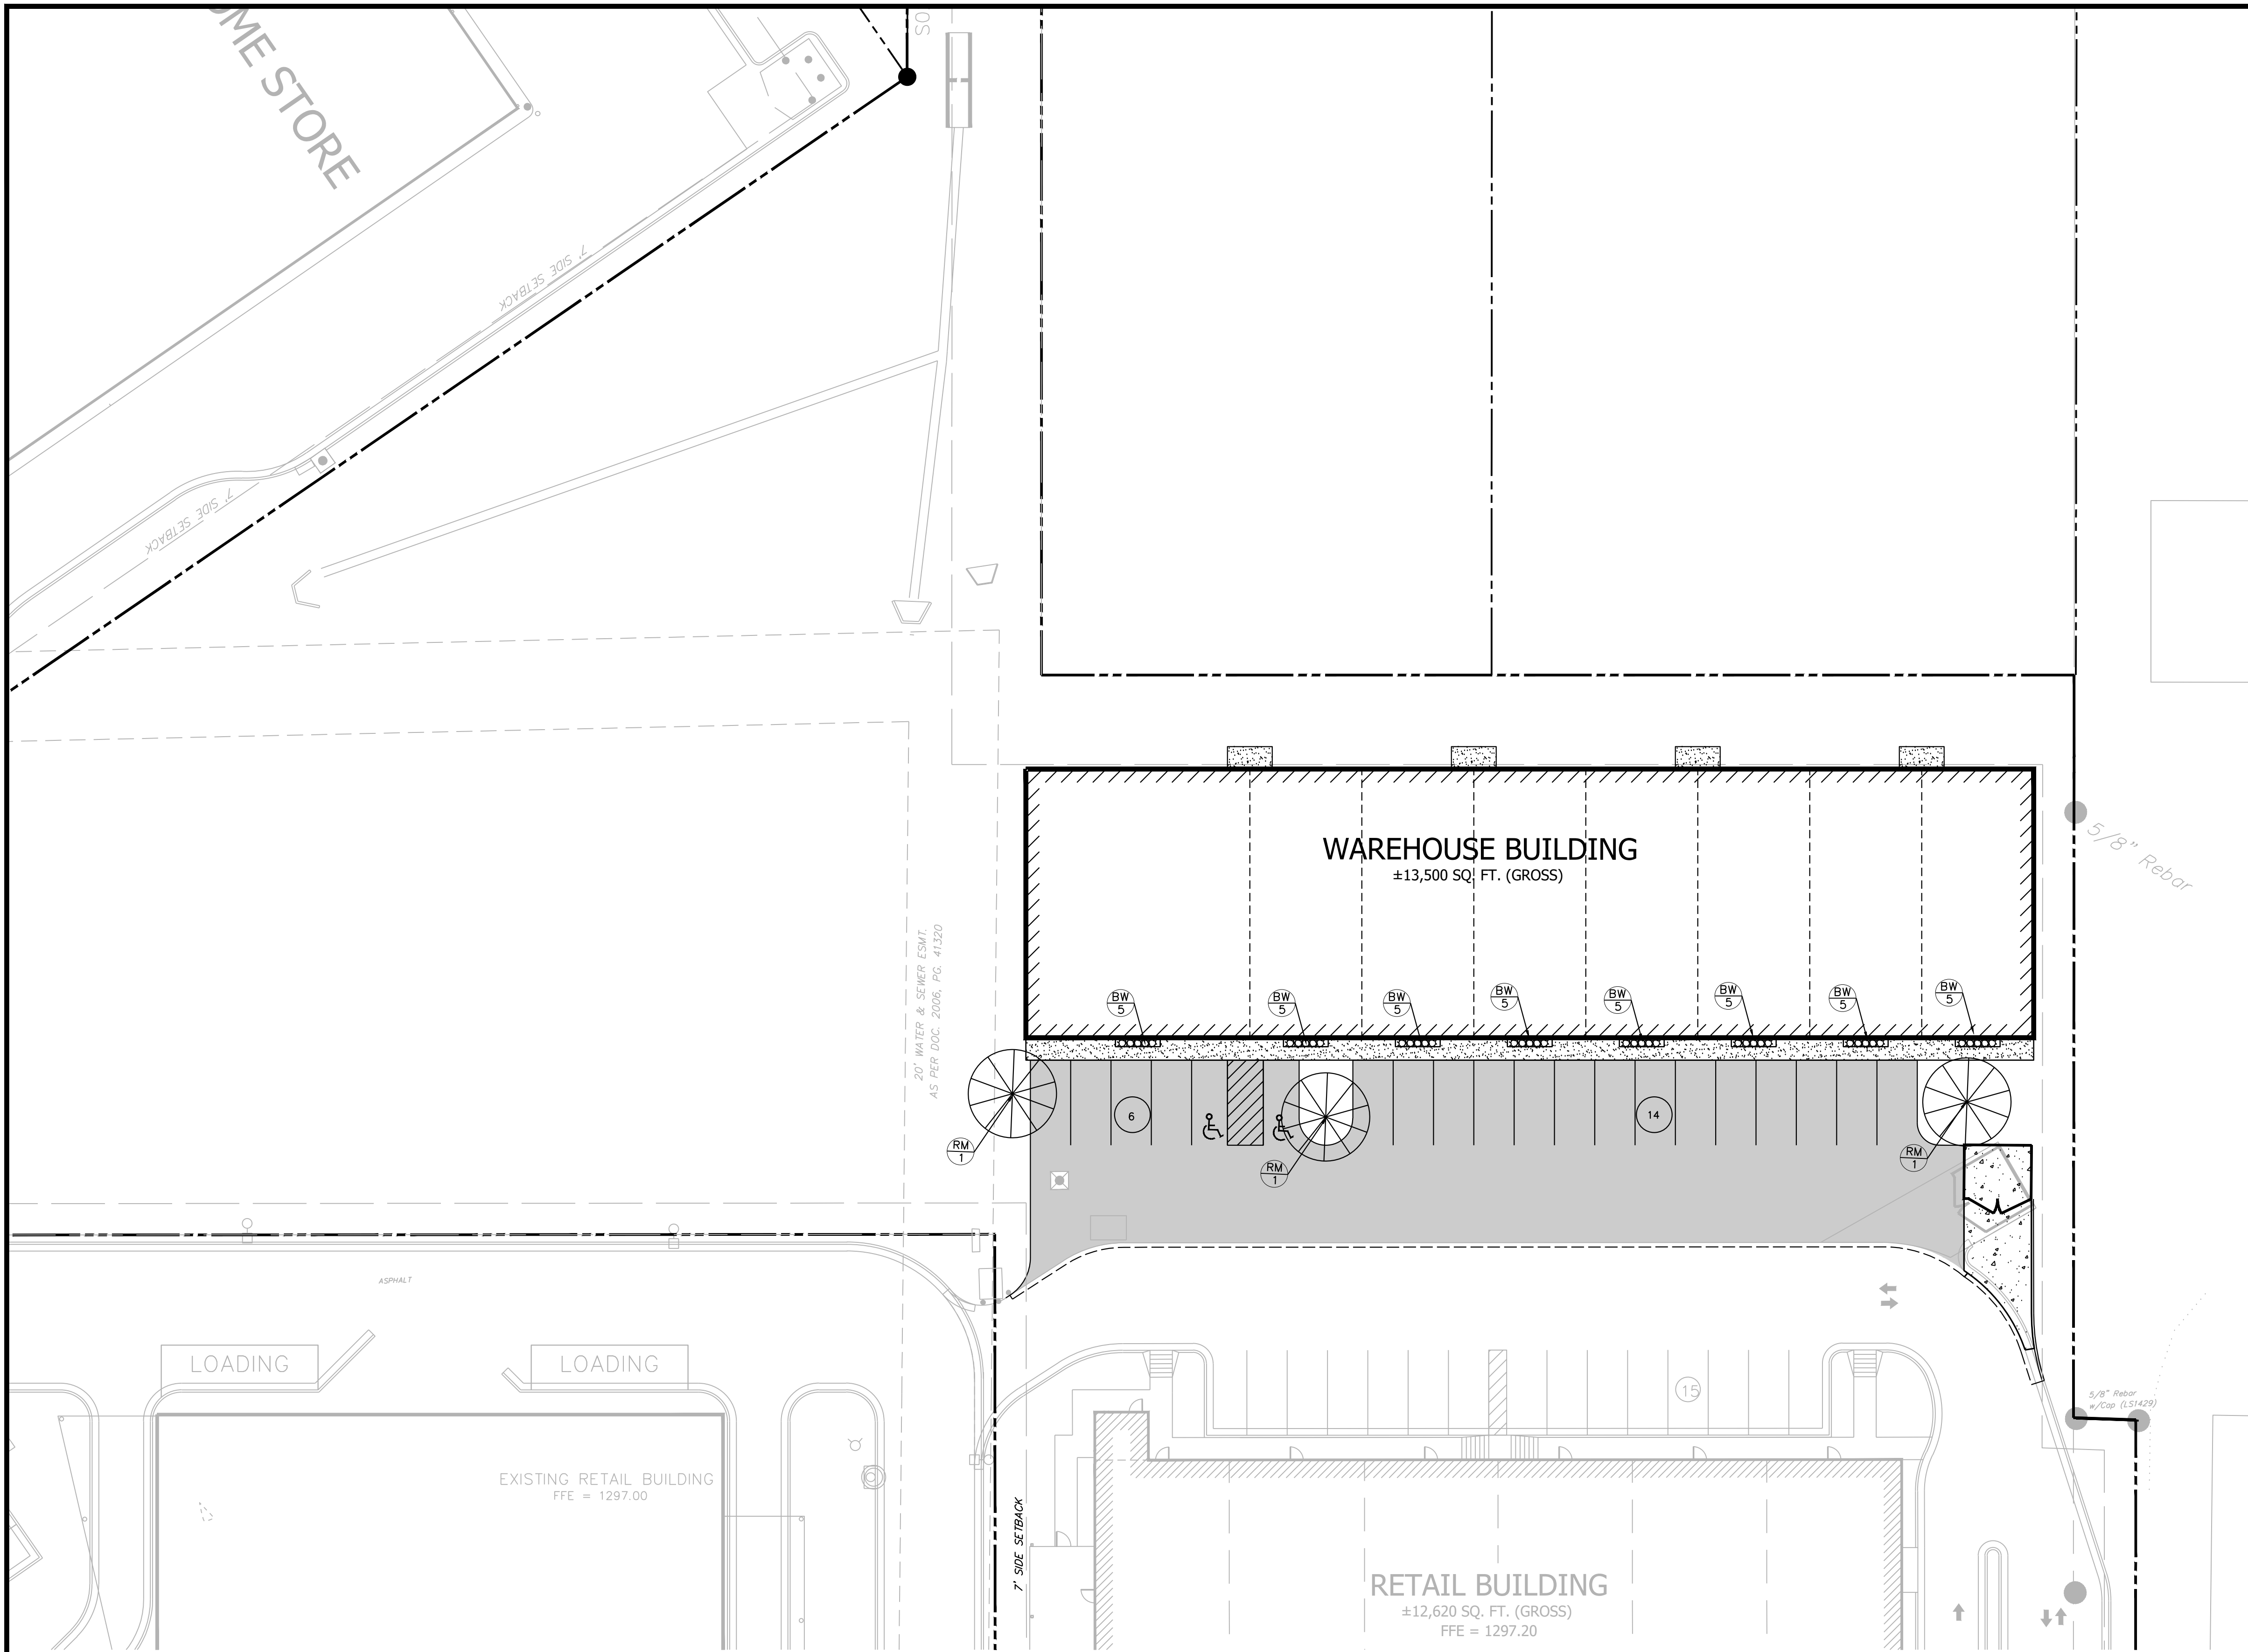 OME STORE
SO
7' SIDE SETBACK
7' SIDE SETBACK
WAREHOUSE BUILDING
±13,500 SQ. FT. (GROSS)
5/8" Rebar
20' WATER & SEWER ESMT.
AS PER DOC. 2006, PG. 41320
BW
5
BW
5
BW
5
BW
5
BW
5
BW
5
BW
5
BW
5
6
14
RM
1
RM
1
RM
1
ASPHALT
LOADING
LOADING
15
5/8" Rebar
w/Cap (LS1429)
EXISTING RETAIL BUILDING
FFE = 1297.00
7' SIDE SETBACK
RETAIL BUILDING
±12,620 SQ. FT. (GROSS)
FFE = 1297.20